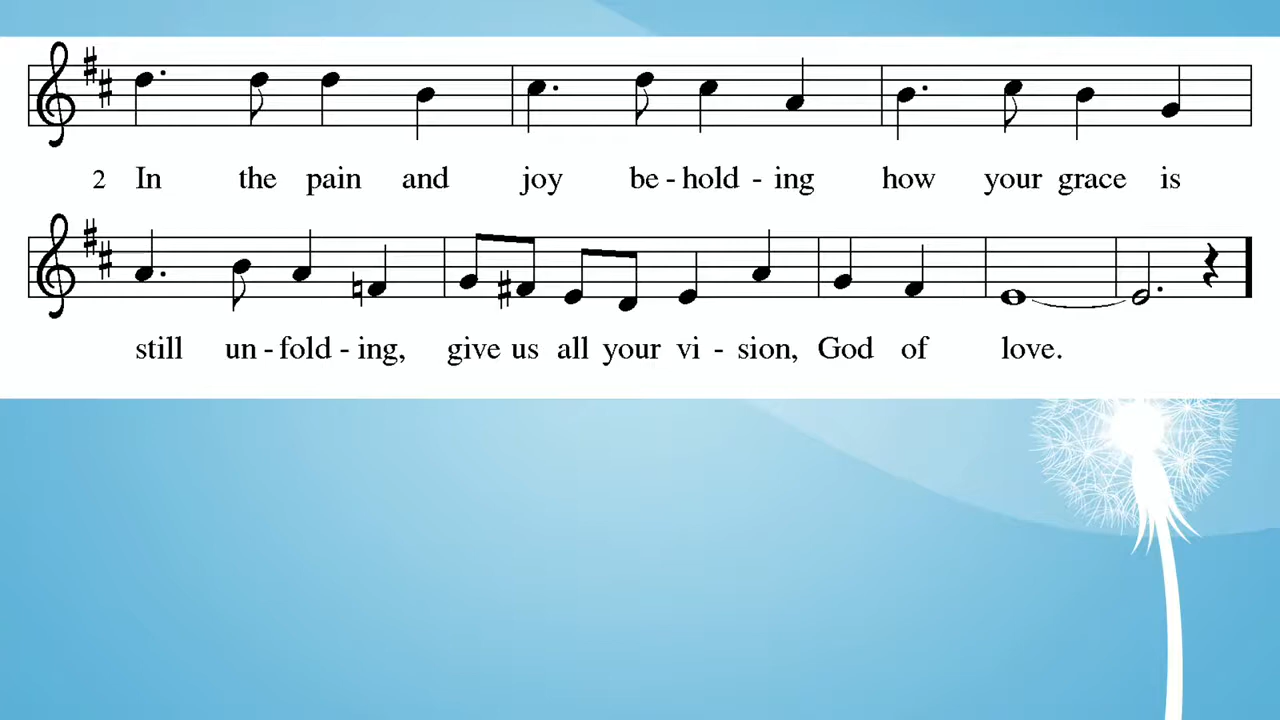 2 In the pain and joy be - hold - ing how your grace is
still un - fold - ing, give us all your vi - sion, God of love.